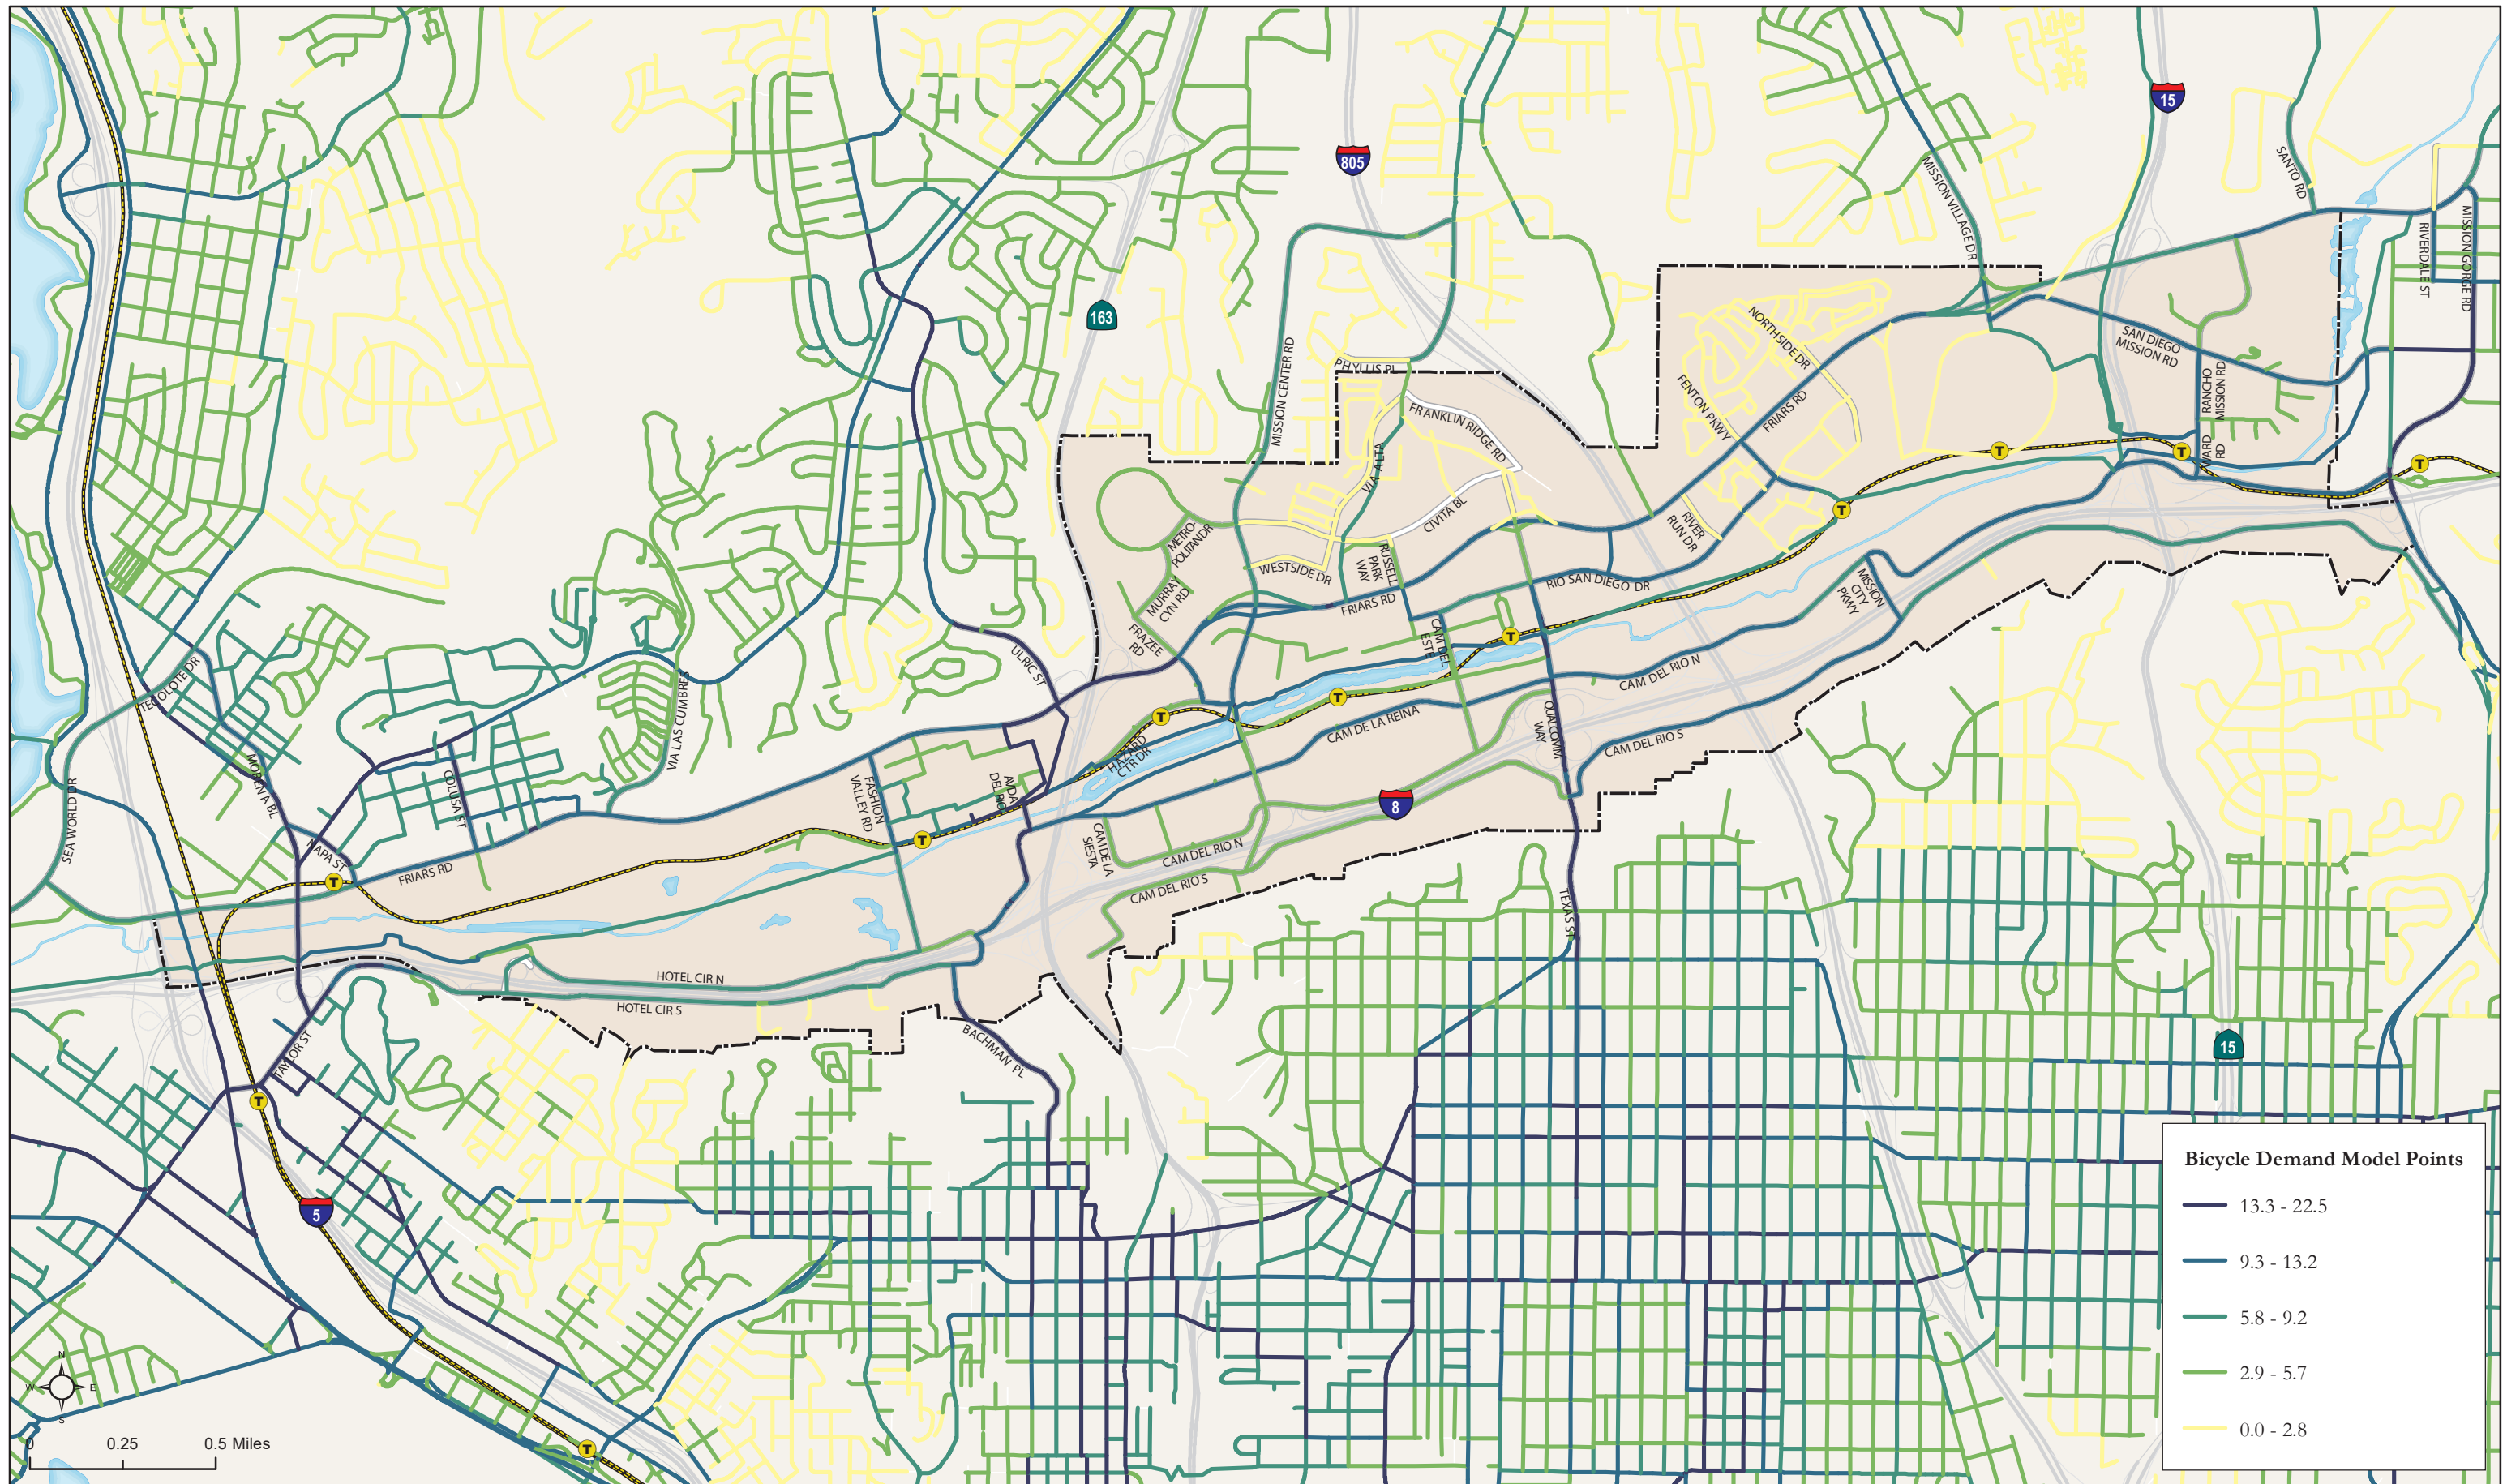 15
805
163
SANTO RD
MISSION VILLAGE DR
RIVERDALE ST
MISSION GORGE RD
MISSION CENTER RD
PHYLLIS PL
NORTHSIDE DR
SAN DIEGO
MISSION RD
FENTON PKWY
FRIARS RD
RANCHO
MISSION RD
FRANKLIN RIDGE RD
VIA ALTA
WARD
RD
CIVITA BL
METRO-
POLITAN DR
RIVER
RUN DR
WESTSIDE DR
RUSSELL
PARK
WAY
RIO SAN DIEGO DR
MURRAY
CYN RD
FRIARS RD
MISSION
CITY
PKWY
FRAZEE
RD
CAM DEL
ESTE
ULRIC ST
TECOLOTE DR
VIA LAS CUMBRES
CAM DEL RIO N
CAM DE LA REINA
QUALCOMM
WAY
CAM DEL RIO S
HAZARD
CTR DR
MORENA BL
COLUSA ST
FASHION
VALLEY RD
AVDA
DEL RIO
SEA WORLD DR
8
CAM DE LA
SIESTA
CAM DEL RIO N
NAPA ST
FRIARS RD
CAM DEL RIO S
TEXAS ST
HOTEL CIR N
HOTEL CIR S
BACHMAN PL
TAYLOR ST
15
5
T
T
T
T
T
T
T
T
T
T
T
T
Bicycle Demand Model Points
13.3 - 22.5
9.3 - 13.2
5.8 - 9.2
2.9 - 5.7
0.0 - 2.8
N
W E
S
0 0.25 0.5 Miles